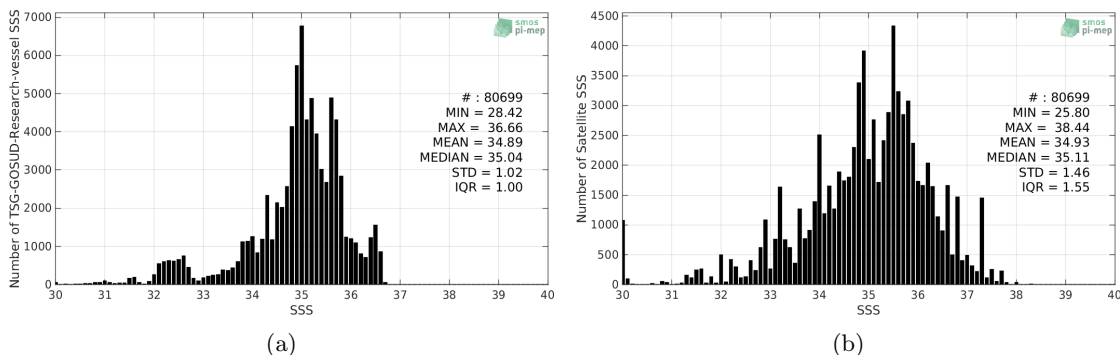 Number of TSG-GOSUD-Research-vessel SSS
7000
6000
5000
4000
3000
2000
1000
0
30 31 32 33 34 35 36 37 38 39 40
SSS
smos
pi-mep
# : 80699
MIN = 28.42
MAX = 36.66
MEAN = 34.89
MEDIAN = 35.04
STD = 1.02
IQR = 1.00
(a)
Number of Satellite SSS
4500
4000
3500
3000
2500
2000
1500
1000
500
0
30 31 32 33 34 35 36 37 38 39 40
SSS
smos
pi-mep
# : 80699
MIN = 25.80
MAX = 38.44
MEAN = 34.93
MEDIAN = 35.11
STD = 1.46
IQR = 1.55
(b)